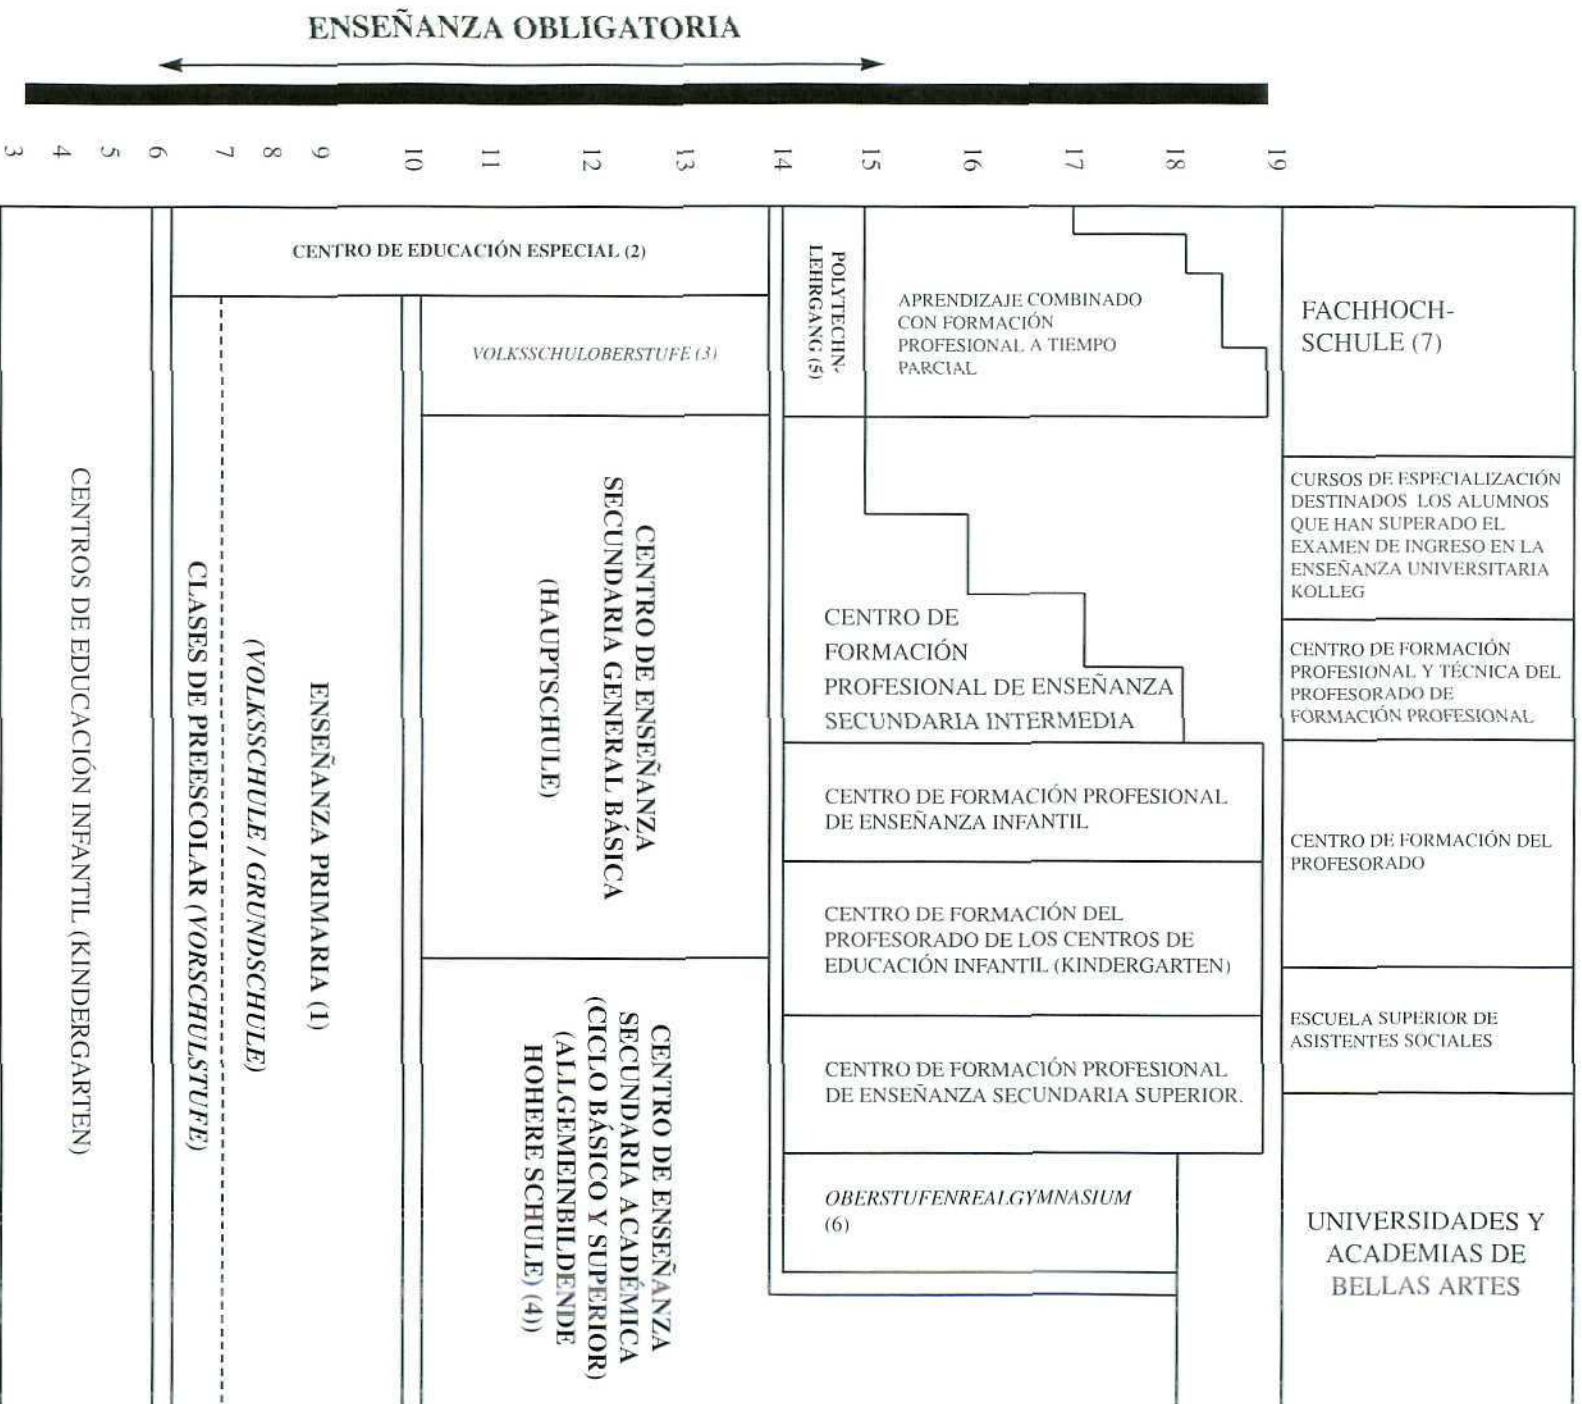 ENSEÑANZA OBLIGATORIA
3 4 5 6 7 8 9 10 11 12 13 14 15 16 17 18 19
CENTROS DE EDUCACIÓN INFANTIL (KINDERGARTEN)
CENTRO DE EDUCACIÓN ESPECIAL (2)
CLASES DE PREESCOLAR (VORSCHULSTUFE)
ENSEÑANZA PRIMARIA (1)
(VOLKSSCHULE / GRUNDSCHULE)
VOLKSSCHULOBERSTUFE (3)
CENTRO DE ENSEÑANZA
SECUNDARIA GENERAL BÁSICA
(HAUPTSCHULE)
CENTRO DE ENSEÑANZA
SECUNDARIA ACADÉMICA
(CICLO BÁSICO Y SUPERIOR)
(ALLGEMEINBILDENDE
HOHERE SCHULE) (4))
POLYTECHN-
LEHRGANG (5)
APRENDIZAJE COMBINADO
CON FORMACIÓN
PROFESIONAL A TIEMPO
PARCIAL
CENTRO DE
FORMACIÓN
PROFESIONAL DE ENSEÑANZA
SECUNDARIA INTERMEDIA
CENTRO DE FORMACIÓN PROFESIONAL
DE ENSEÑANZA INFANTIL
CENTRO DE FORMACIÓN DEL
PROFESORADO DE LOS CENTROS DE
EDUCACIÓN INFANTIL (KINDERGARTEN)
CENTRO DE FORMACIÓN PROFESIONAL
DE ENSEÑANZA SECUNDARIA SUPERIOR.
OBERSTUFENREALGYMNASIUM
(6)
FACHHOCH-
SCHULE (7)
CURSOS DE ESPECIALIZACIÓN
DESTINADOS LOS ALUMNOS
QUE HAN SUPERADO EL
EXAMEN DE INGRESO EN LA
ENSEÑANZA UNIVERSITARIA
KOLLEG
CENTRO DE FORMACIÓN
PROFESIONAL Y TÉCNICA DEL
PROFESORADO DE
FORMACIÓN PROFESIONAL
CENTRO DE FORMACIÓN DEL
PROFESORADO
ESCUELA SUPERIOR DE
ASISTENTES SOCIALES
UNIVERSIDADES Y
ACADEMIAS DE
BELLAS ARTES